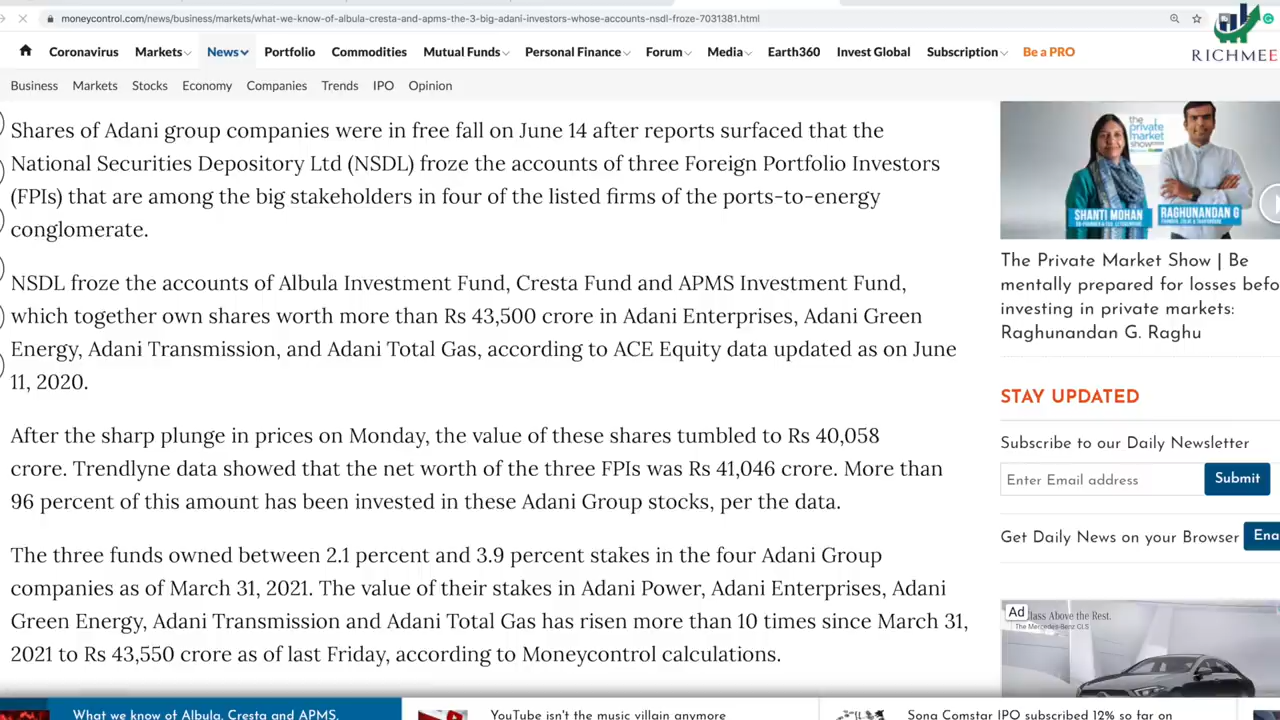 moneycontrol.com/news/business/markets/what-we-know-of-albula-cresta-and-apms-the-3-big-adani-investors-whose-accounts-nsdl-froze-7031381.html
RICHMEE
Coronavirus Markets News Portfolio Commodities Mutual Funds Personal Finance Forum Media Earth360 Invest Global Subscription Be a PRO
Business Markets Stocks Economy Companies Trends IPO Opinion
Shares of Adani group companies were in free fall on June 14 after reports surfaced that the
National Securities Depository Ltd (NSDL) froze the accounts of three Foreign Portfolio Investors
(FPIs) that are among the big stakeholders in four of the listed firms of the ports-to-energy
conglomerate.
NSDL froze the accounts of Albula Investment Fund, Cresta Fund and APMS Investment Fund,
which together own shares worth more than Rs 43,500 crore in Adani Enterprises, Adani Green
Energy, Adani Transmission, and Adani Total Gas, according to ACE Equity data updated as on June
11, 2020.
After the sharp plunge in prices on Monday, the value of these shares tumbled to Rs 40,058
crore. Trendlyne data showed that the net worth of the three FPIs was Rs 41,046 crore. More than
96 percent of this amount has been invested in these Adani Group stocks, per the data.
The three funds owned between 2.1 percent and 3.9 percent stakes in the four Adani Group
companies as of March 31, 2021. The value of their stakes in Adani Power, Adani Enterprises, Adani
Green Energy, Adani Transmission and Adani Total Gas has risen more than 10 times since March 31,
2021 to Rs 43,550 crore as of last Friday, according to Moneycontrol calculations.
the
private
market
show
SHANTI MOHAN
RAGHUNANDAN G
The Private Market Show | Be
mentally prepared for losses befo
investing in private markets:
Raghunandan G. Raghu
STAY UPDATED
Subscribe to our Daily Newsletter
Enter Email address Submit
Get Daily News on your Browser Ena
Ad
Class Above the Rest.
The Mercedes-Benz CLS
What we know of Albula, Cresta and APMS, YouTube isn't the music villain anymore Sona Comstar IPO subscribed 12% so far on